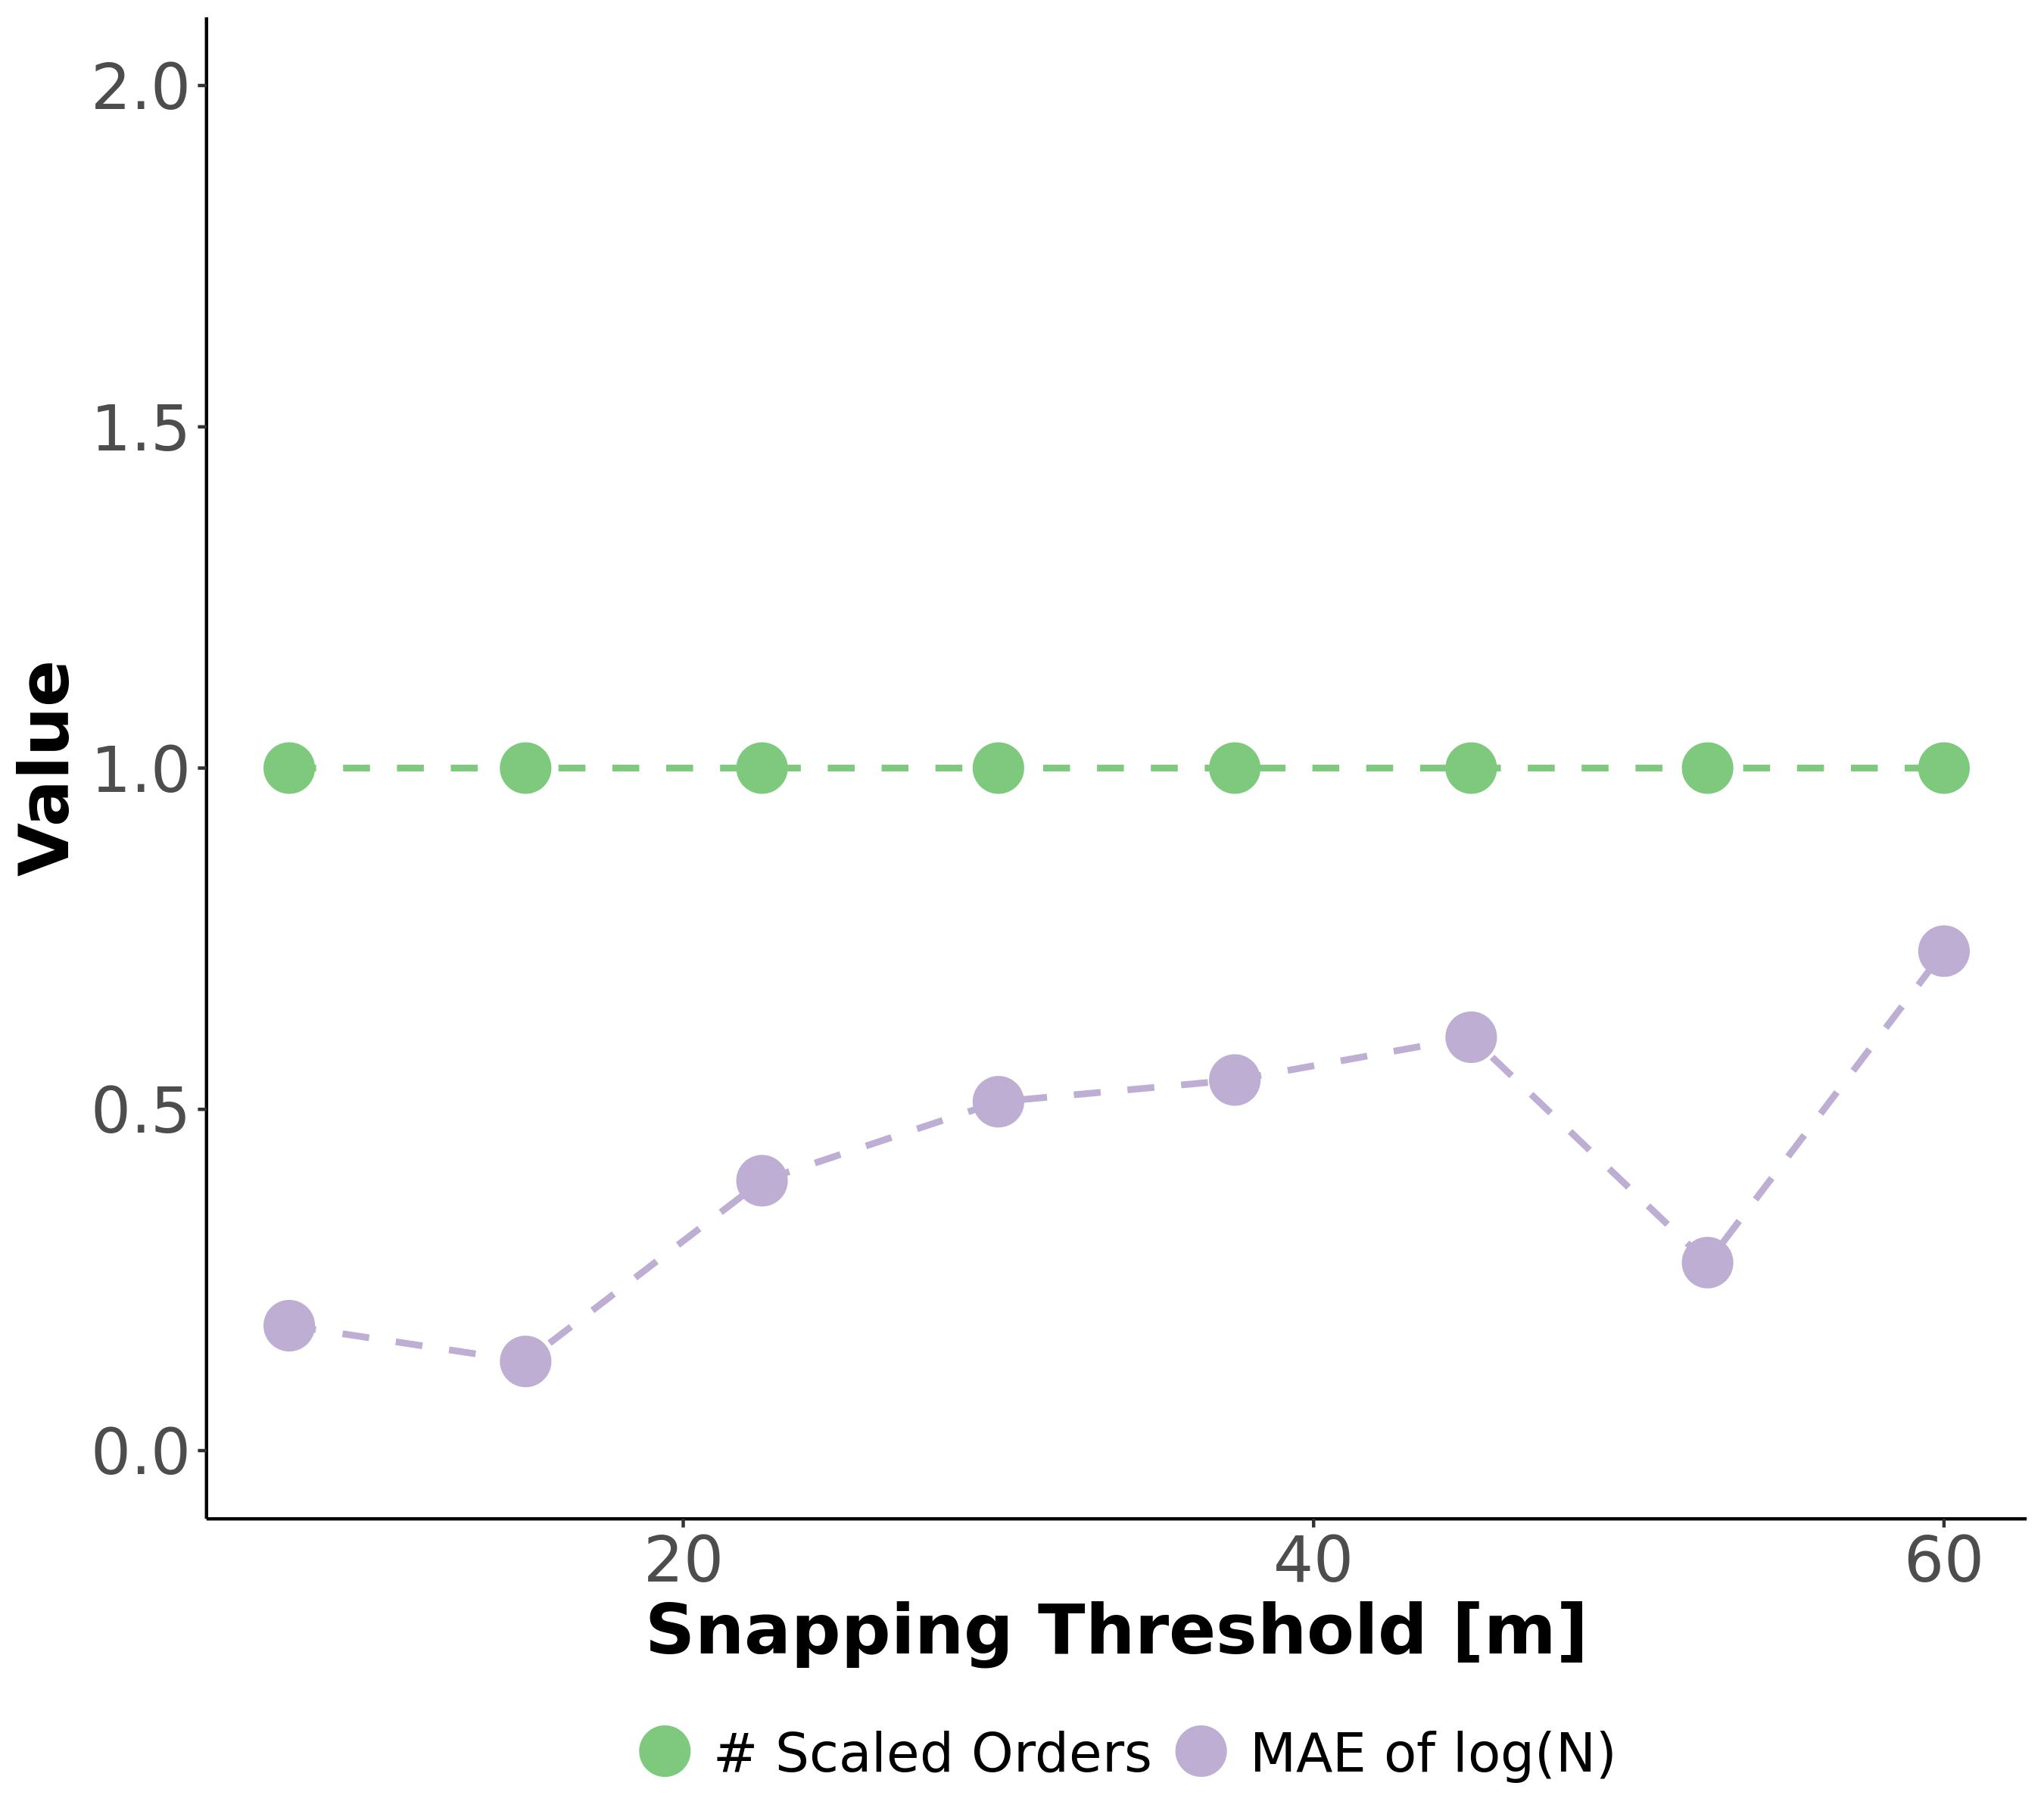 2.0
1.5
1.0
0.5
0.0
Value
20 40 60
Snapping Threshold [m]
# Scaled Orders MAE of log(N)